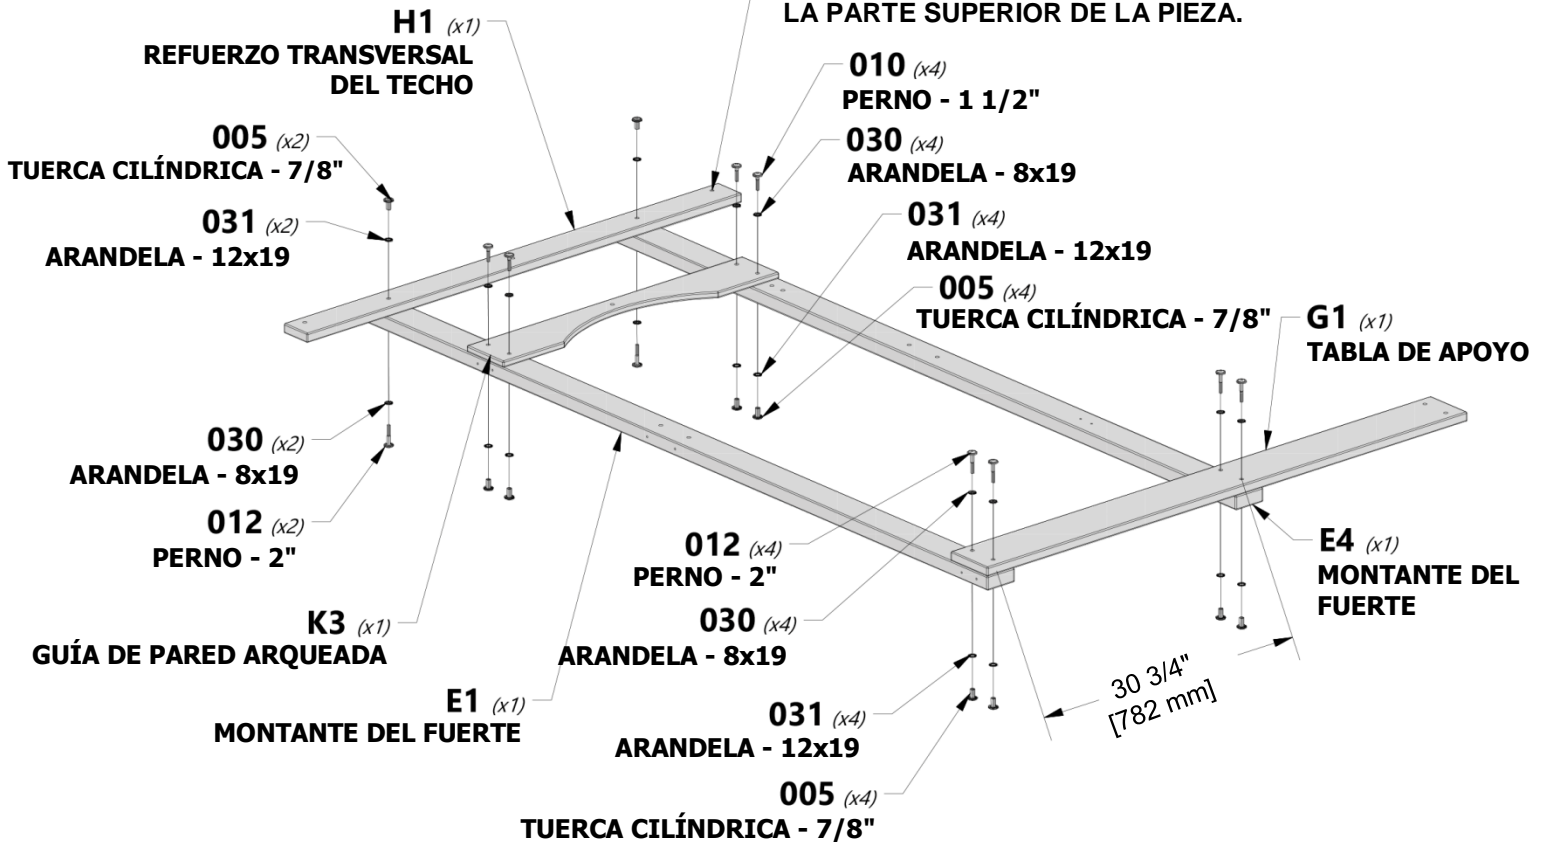 LA PARTE SUPERIOR DE LA PIEZA.
H1 (x1)
REFUERZO TRANSVERSAL
DEL TECHO
010 (x4)
PERNO - 1 1/2"
005 (x2)
TUERCA CILÍNDRICA - 7/8"
030 (x4)
ARANDELA - 8x19
031 (x2)
ARANDELA - 12x19
031 (x4)
ARANDELA - 12x19
005 (x4)
TUERCA CILÍNDRICA - 7/8"
G1 (x1)
TABLA DE APOYO
030 (x2)
ARANDELA - 8x19
012 (x2)
PERNO - 2"
012 (x4)
PERNO - 2"
E4 (x1)
MONTANTE DEL
FUERTE
K3 (x1)
GUÍA DE PARED ARQUEADA
030 (x4)
ARANDELA - 8x19
30 3/4"
[782 mm]
E1 (x1)
MONTANTE DEL FUERTE
031 (x4)
ARANDELA - 12x19
005 (x4)
TUERCA CILÍNDRICA - 7/8"